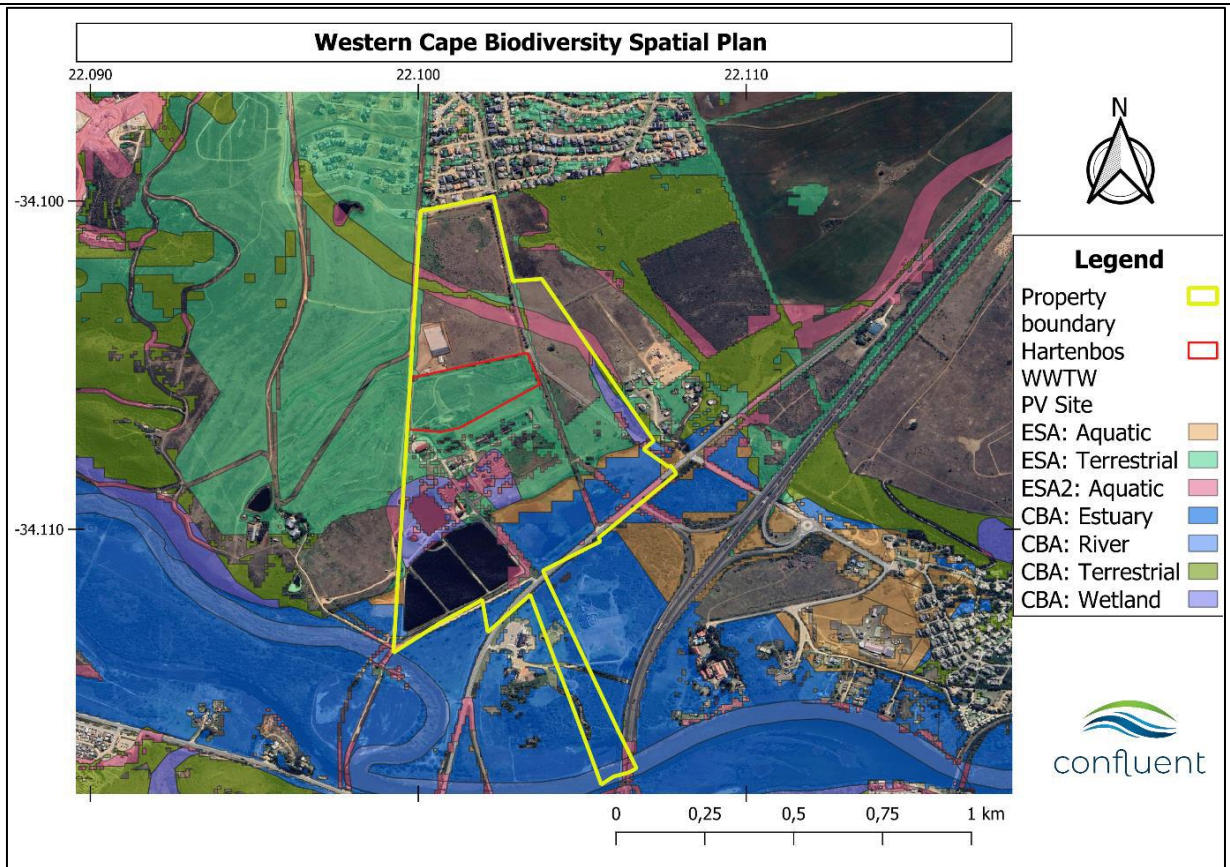 Western Cape Biodiversity Spatial Plan
22.090
22.100
22.110
-34.100
-34.110
N
Legend
Property
boundary
Hartenbos
WWTW
PV Site
ESA: Aquatic
ESA: Terrestrial
ESA2: Aquatic
CBA: Estuary
CBA: River
CBA: Terrestrial
CBA: Wetland
confluent
0
0,25
0,5
0,75
1 km